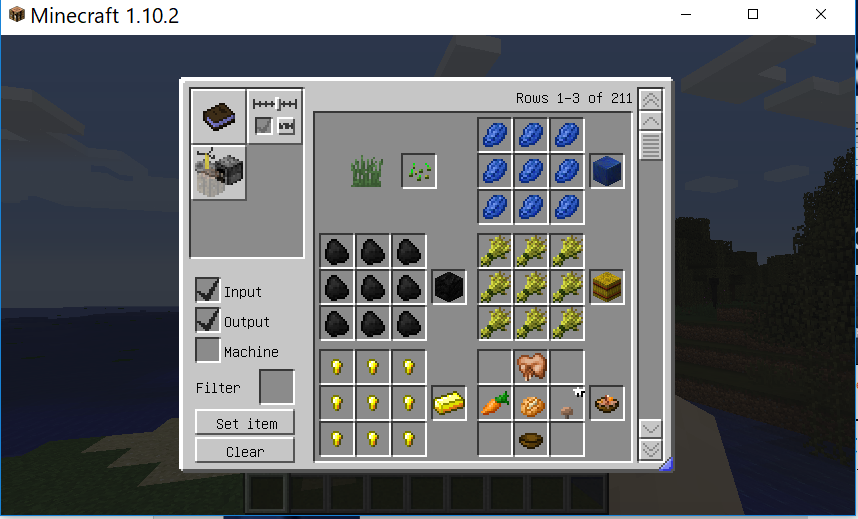 Minecraft 1.10.2
Rows 1-3 of 211
Input
Output
Machine
Filter
Set item
Clear